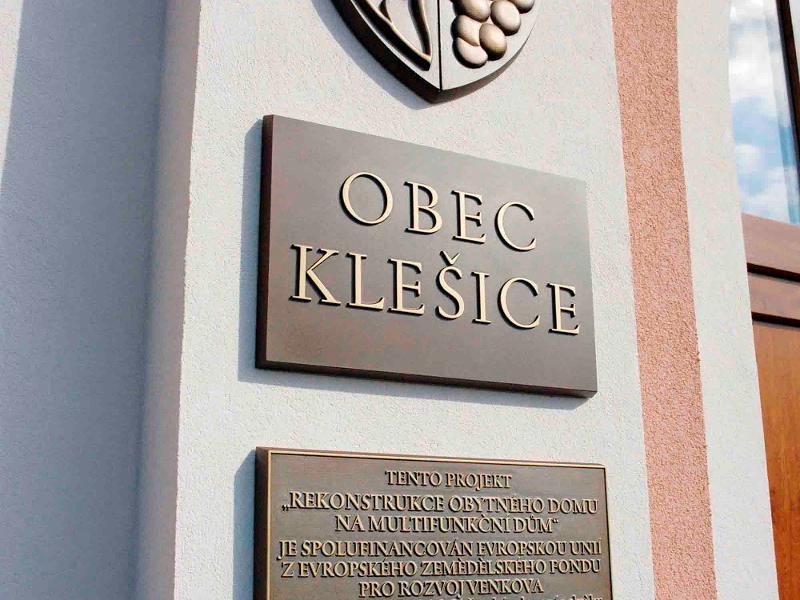 OBEC
KLEŠICE
TENTO PROJEKT
„REKONSTRUKCE OBYTNÉHO DOMU
NA MULTIFUNKČNÍ DŮM“
JE SPOLUFINANCOVÁN EVROPSKOU UNIÍ
Z EVROPSKÉHO ZEMĚDĚLSKÉHO FONDU
PRO ROZVOJ VENKOVA